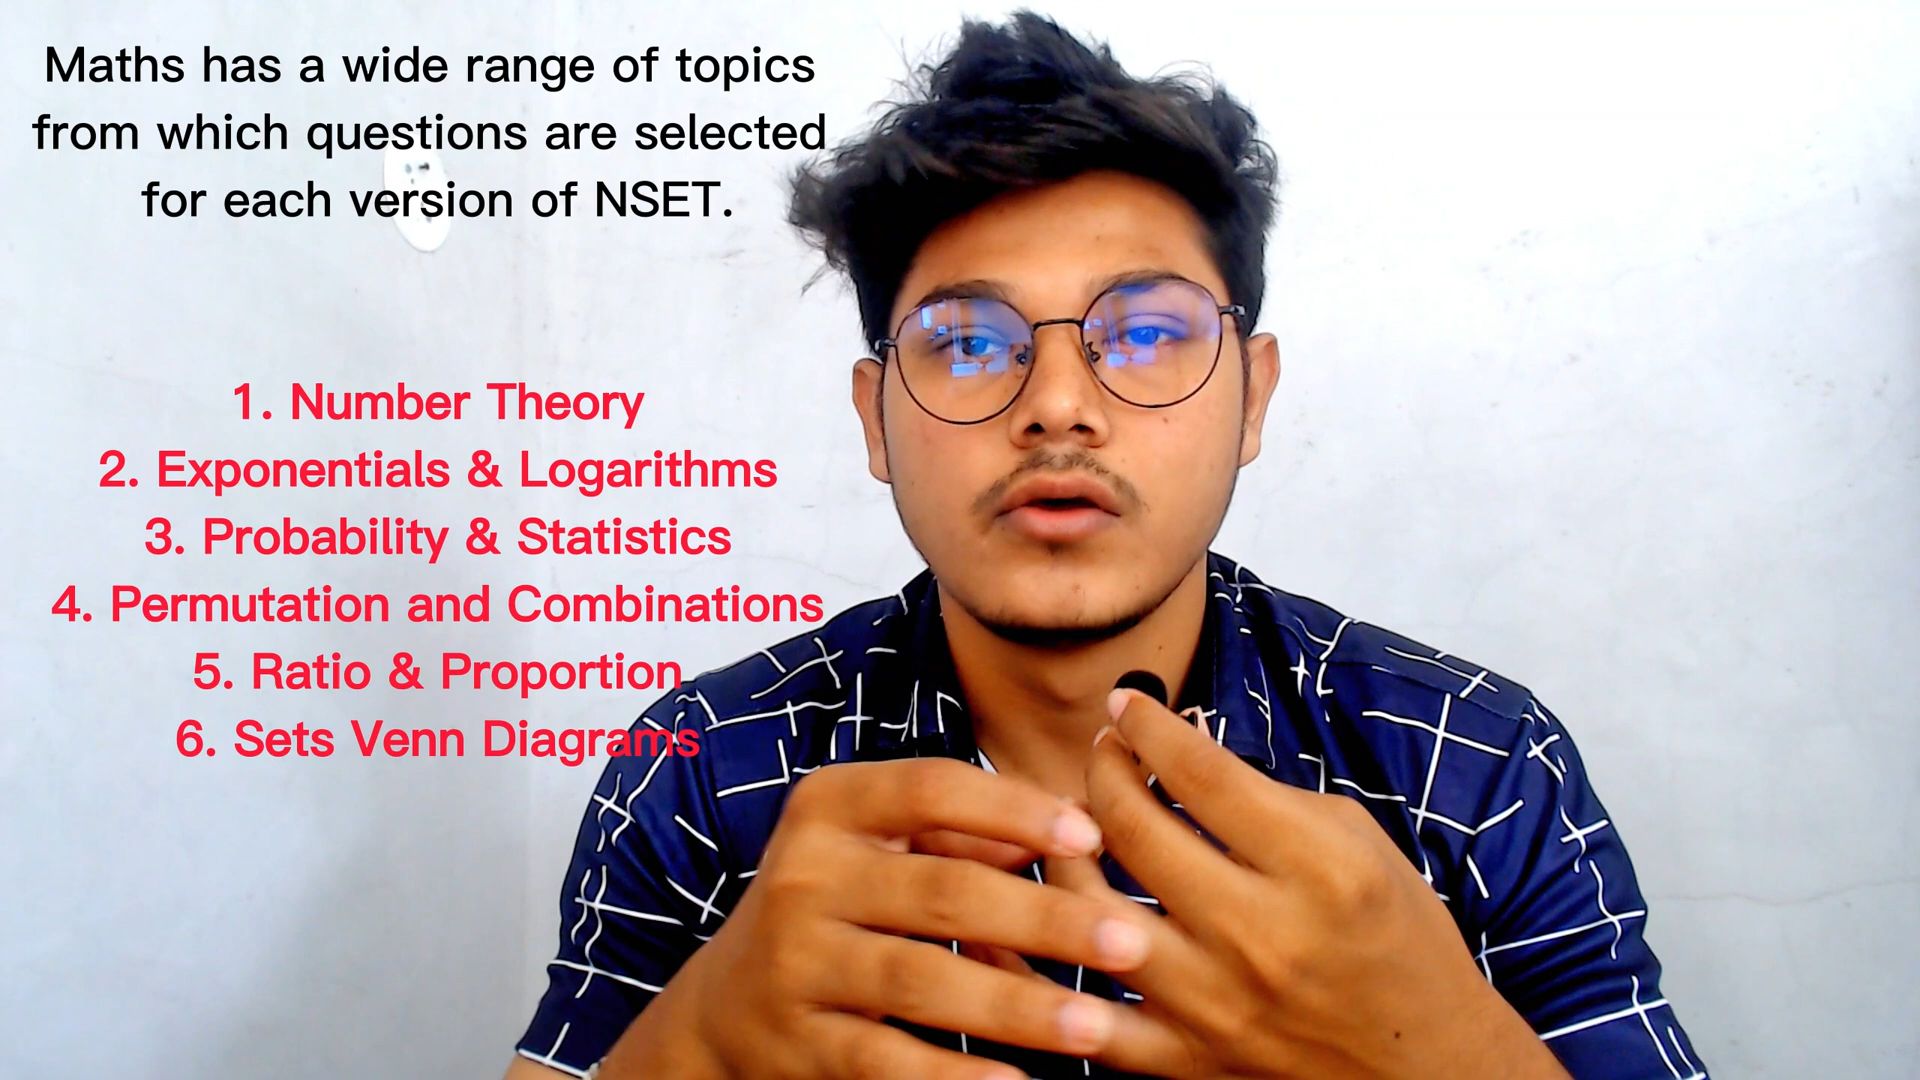 Maths has a wide range of topics
from which questions are selected
for each version of NSET.
1. Number Theory
2. Exponentials & Logarithms
3. Probability & Statistics
4. Permutation and Combinations
5. Ratio & Proportion
6. Sets Venn Diagrams